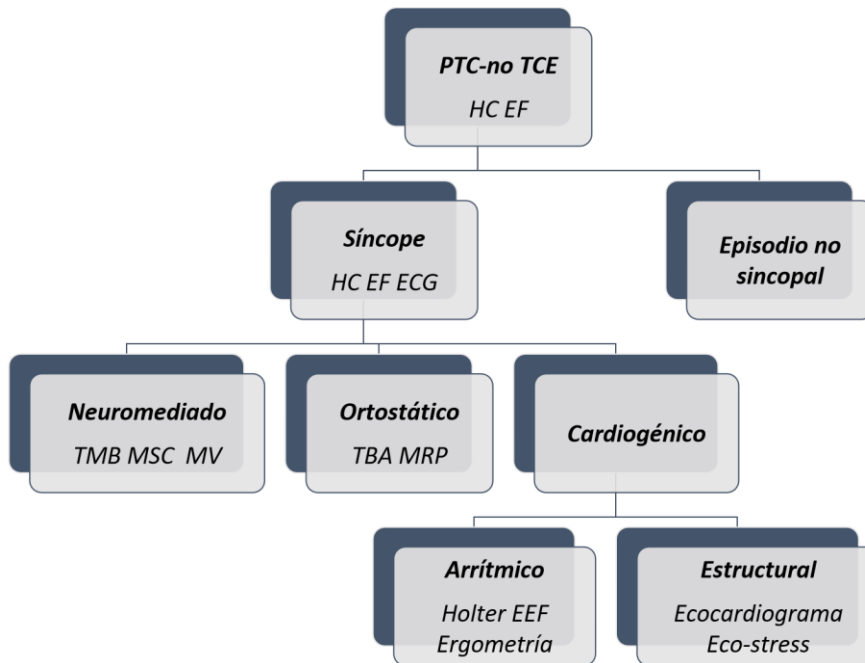 PTC-no TCE
HC EF
Síncope
HC EF ECG
Episodio no
sincopal
Neuromediado
TMB MSC MV
Ortostático
TBA MRP
Cardiogénico
Arrítmico
Holter EEF
Ergometría
Estructural
Ecocardiograma
Eco-stress